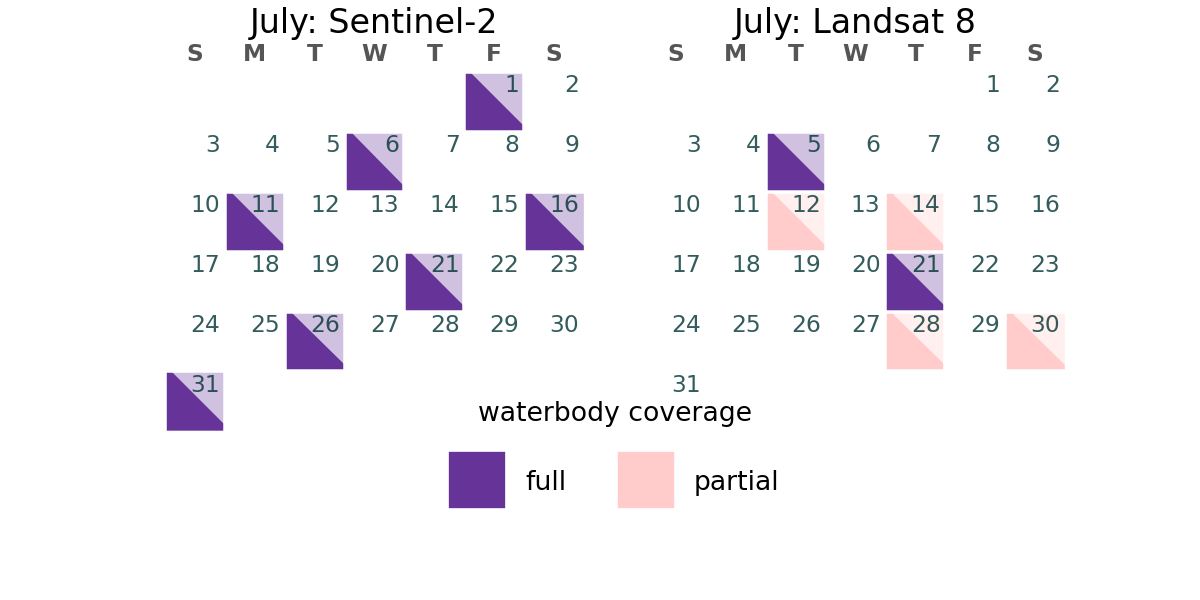 July: Sentinel-2
S M T W T F S
1 2
3 4 5 6 7 8 9
10 11 12 13 14 15 16
17 18 19 20 21 22 23
24 25 26 27 28 29 30
31
July: Landsat 8
S M T W T F S
1 2
3 4 5 6 7 8 9
10 11 12 13 14 15 16
17 18 19 20 21 22 23
24 25 26 27 28 29 30
31
waterbody coverage
full partial